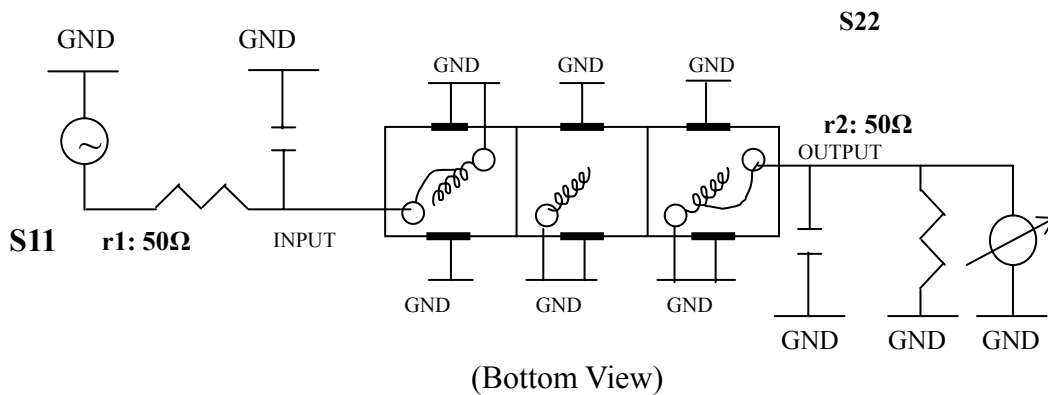 S22
GND
GND
GND
GND
GND
r2: 50Ω
OUTPUT
S11
r1: 50Ω
INPUT
GND
GND
GND
GND
GND
GND
(Bottom View)